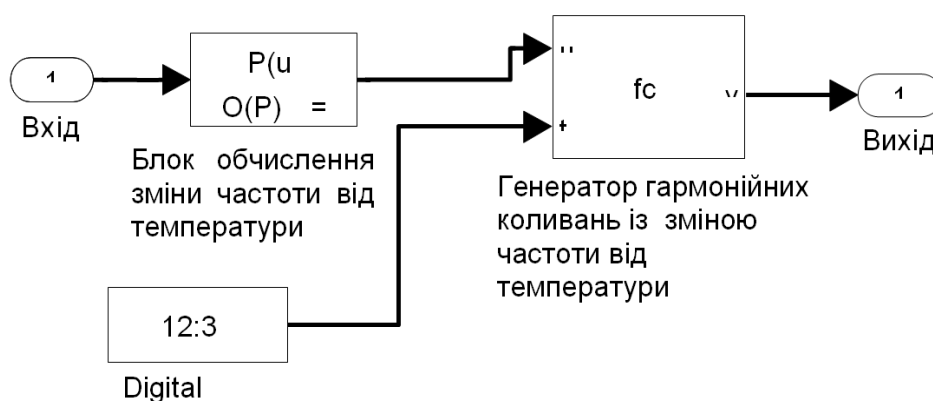 1
P(u
O(P) =
Вхід
Блок обчислення
зміни частоти від
температури
fcn
1
Вихід
Генератор гармонійних
коливань із зміною
частоти від
температури
12:3
Digital